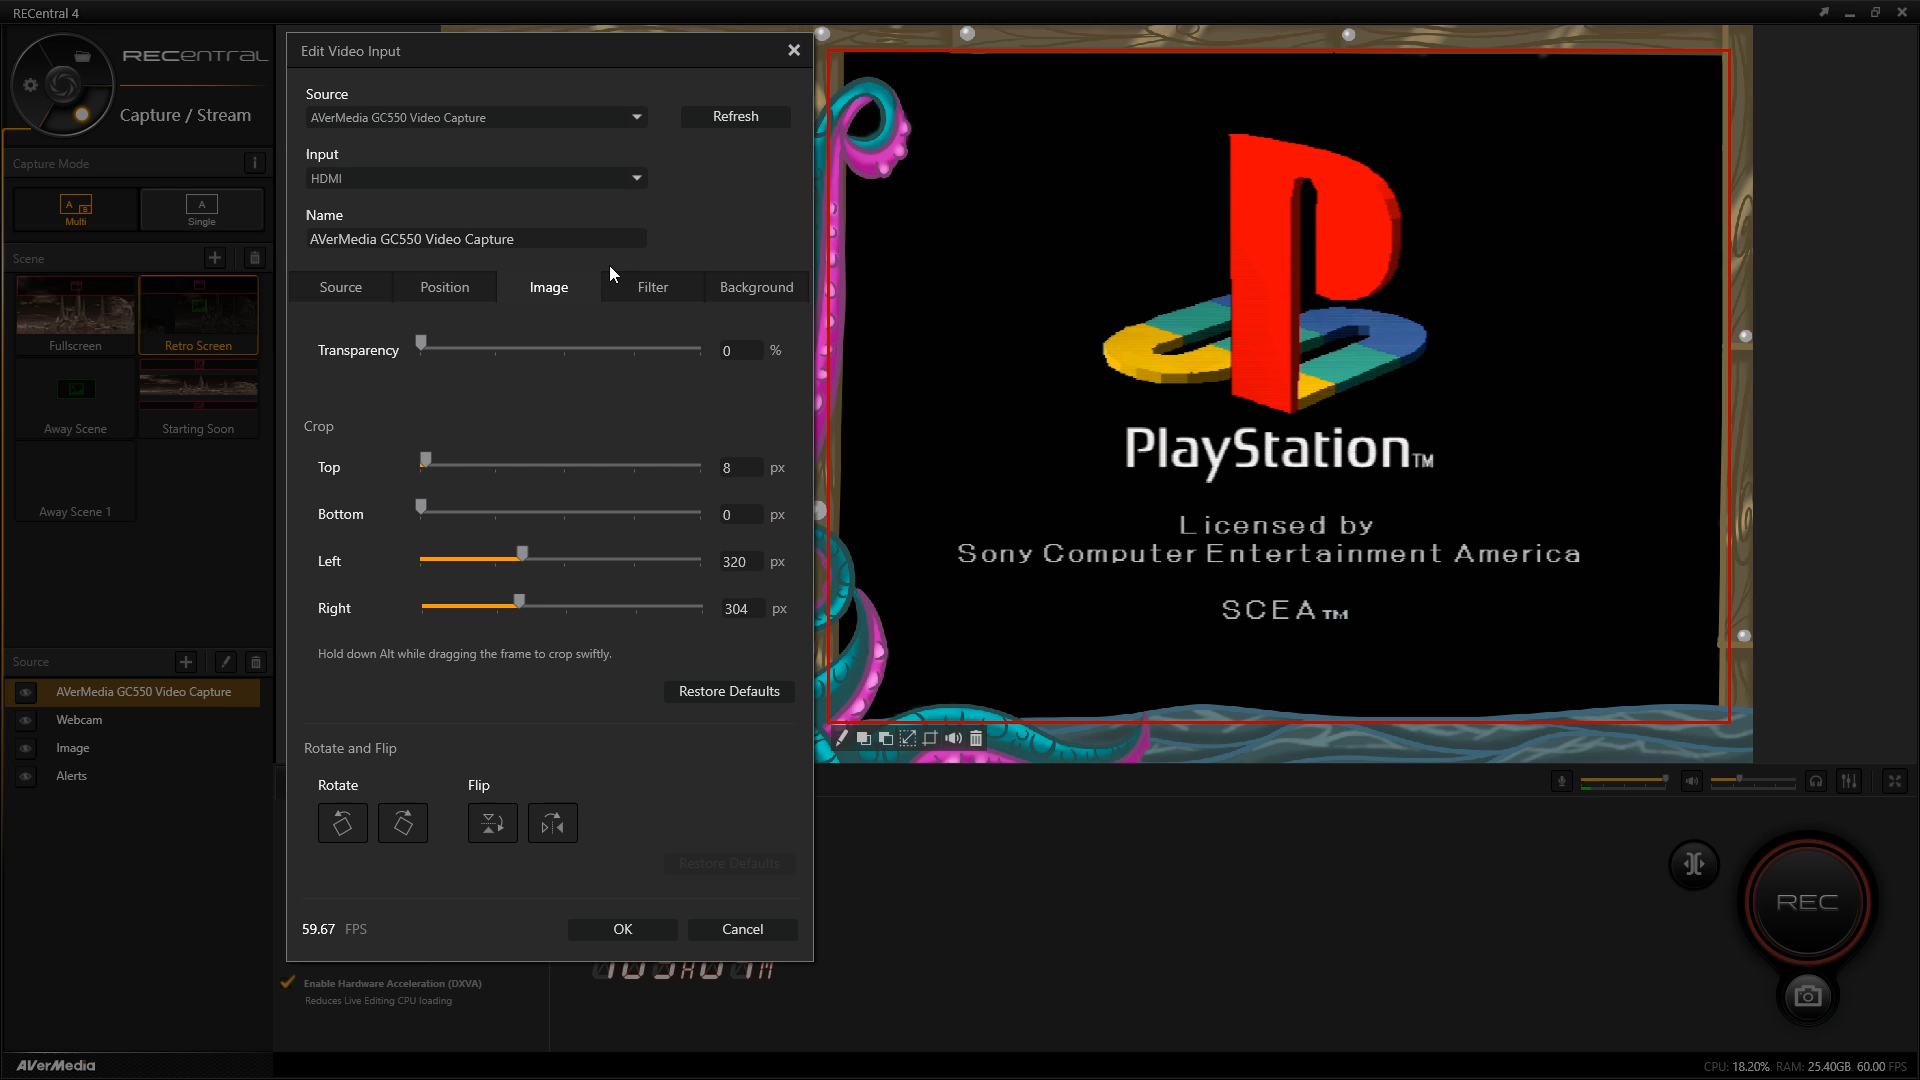 RECentral 4
RECentral
Capture / Stream
Capture Mode
i
A B
Multi
A
Single
Scene
Fullscreen
Retro Screen
Away Scene
Starting Soon
Away Scene 1
Source
AVerMedia GC550 Video Capture
Webcam
Image
Alerts
AVerMedia
Edit Video Input
Source
AVerMedia GC550 Video Capture
Refresh
Input
HDMI
Name
AVerMedia GC550 Video Capture
Source Position Image Filter Background
Transparency 0 %
Crop
Top 8 px
Bottom 0 px
Left 320 px
Right 304 px
Hold down Alt while dragging the frame to crop swiftly.
Restore Defaults
Rotate and Flip
Rotate Flip
Restore Defaults
59.67 FPS
OK Cancel
Enable Hardware Acceleration (DXVA)
Reduces Live Editing CPU loading
PlayStation™
Licensed by
Sony Computer Entertainment America
SCEA™
REC
CPU: 18.20% RAM: 25.40GB 60.00 FPS